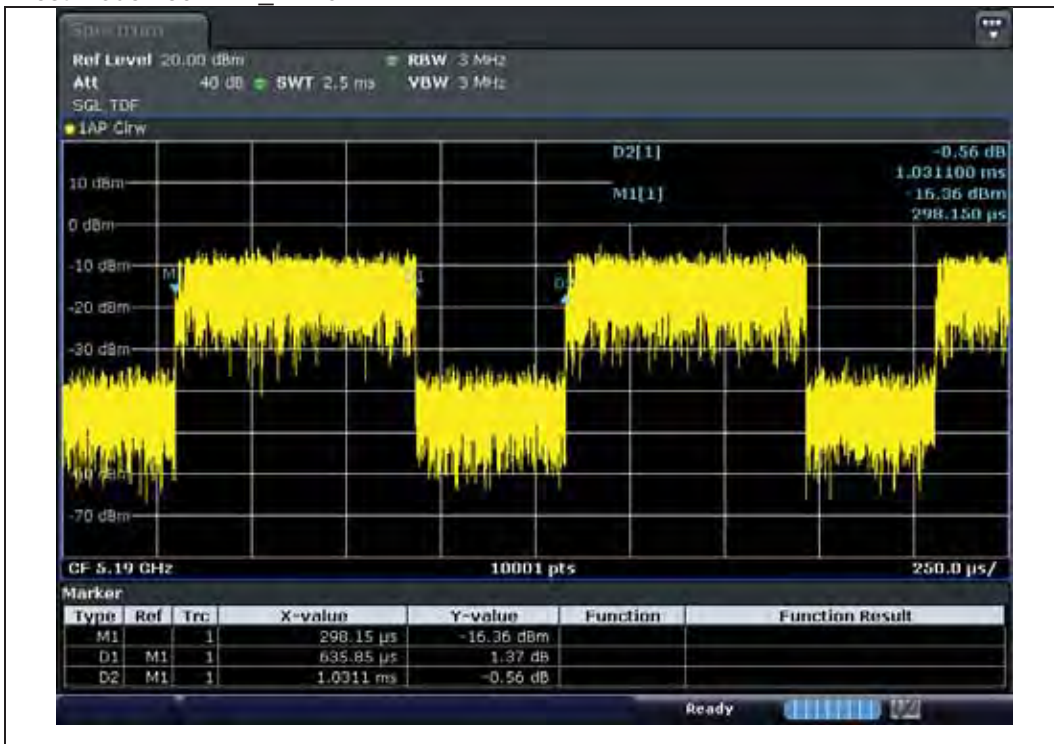 Spectrum
Ref Level 20.00 dBm RBW 3 MHz
Att 40 dB SWT 2.5 ms VBW 3 MHz
SGL TDF
1AP Clrw
D2[1] -0.56 dB
1.031100 ms
10 dBm
M1[1] -16.36 dBm
298.150 µs
0 dBm
-10 dBm
M
-20 dBm
-30 dBm
-60 dBm
-70 dBm
CF 5.19 GHz 10001 pts 250.0 µs/
Marker
Type Ref Trc X-value Y-value Function Function Result
M1 1 298.15 µs -16.36 dBm
D1 M1 1 635.85 µs 1.37 dB
D2 M1 1 1.0311 ms -0.56 dB
Ready